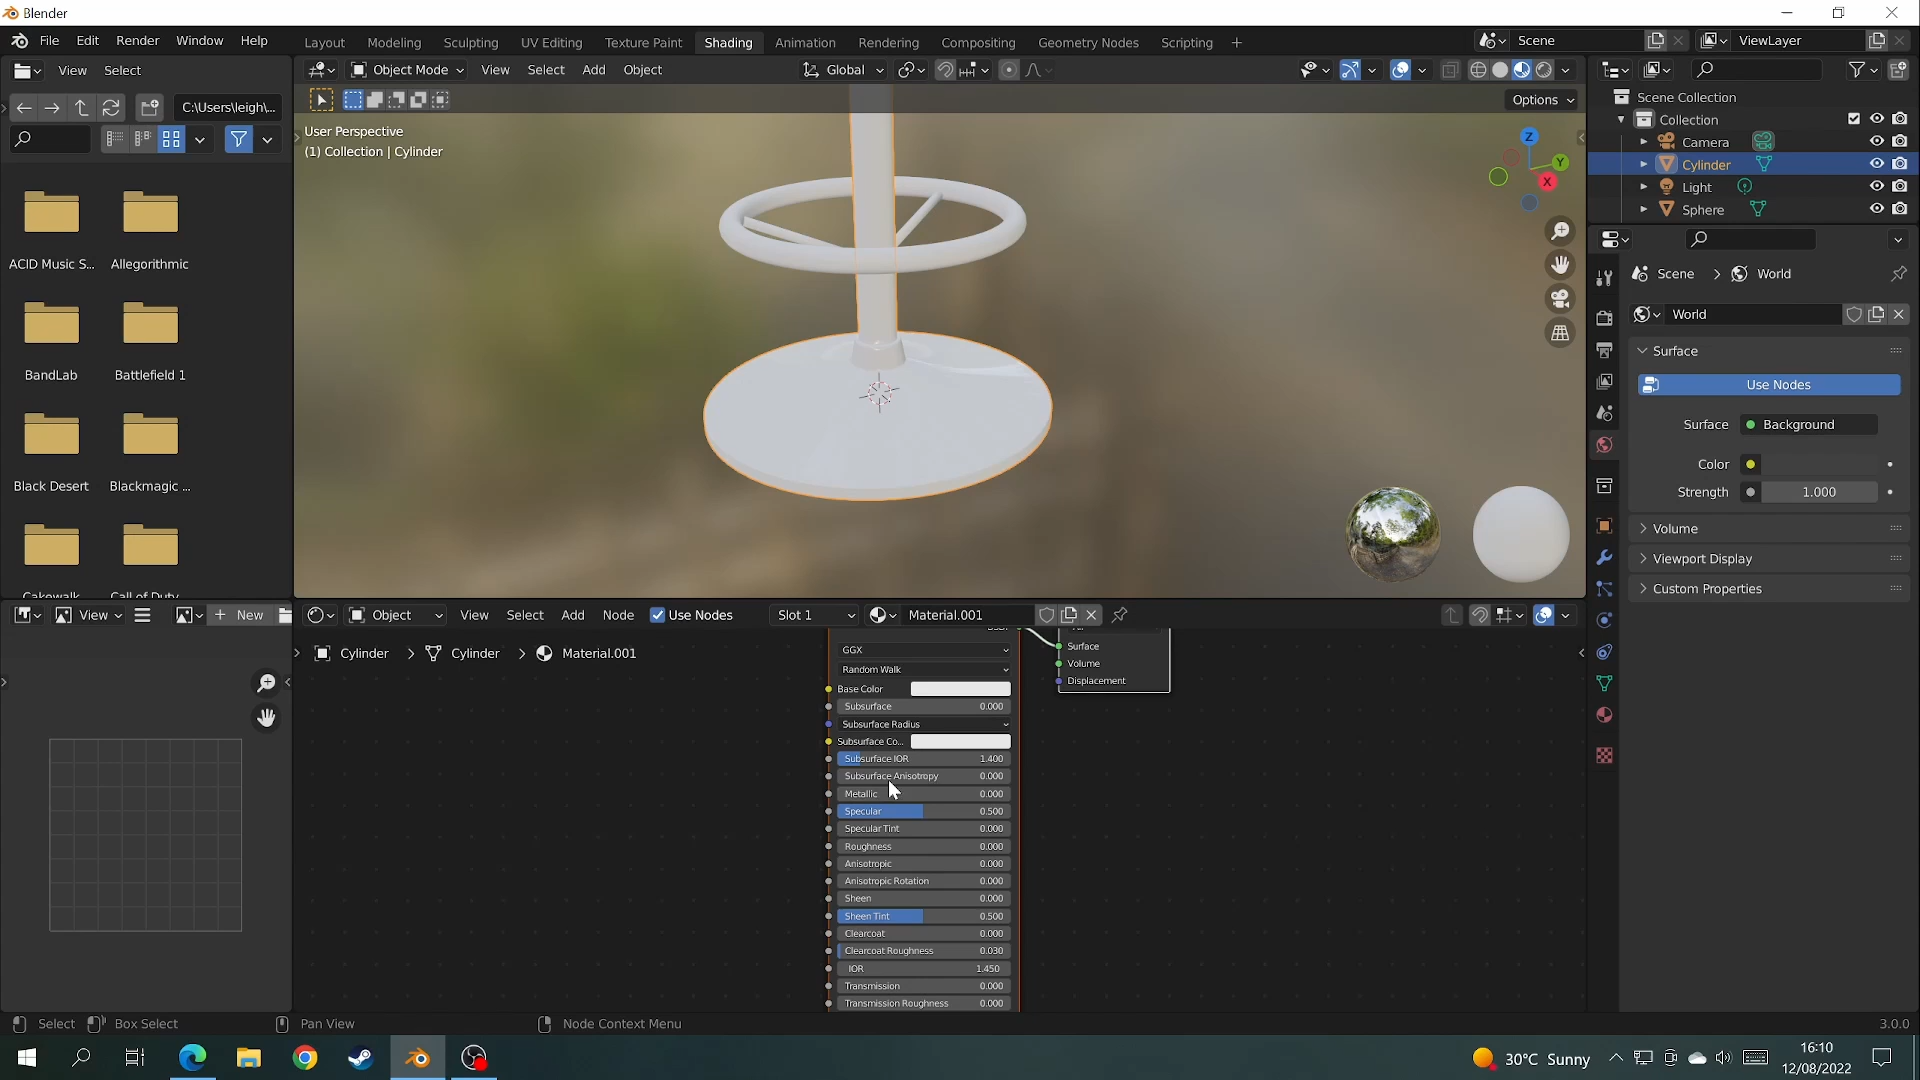 Blender
File Edit Render Window Help
Layout Modeling Sculpting UV Editing Texture Paint Shading Animation Rendering Compositing Geometry Nodes Scripting +
Scene
ViewLayer
View Select
Object Mode View Select Add Object
Global
C:\Users\leigh\...
Options
User Perspective
(1) Collection | Cylinder
Z
Y
X
ACID Music S...
Allegorithmic
BandLab
Battlefield 1
Black Desert
Blackmagic ...
Cakewalk
Call of Duty
Scene Collection
Collection
Camera
Cylinder
Light
Sphere
Scene > World
World
Surface
Use Nodes
Surface Background
Color
Strength 1.000
Volume
Viewport Display
Custom Properties
View + New
Object View Select Add Node Use Nodes Slot 1 Material.001
Cylinder > Cylinder > Material.001
GGX
Random Walk
Base Color
Subsurface 0.000
Subsurface Radius
Subsurface Co...
Subsurface IOR 1.400
Subsurface Anisotropy 0.000
Metallic 0.000
Specular 0.500
Specular Tint 0.000
Roughness 0.000
Anisotropic 0.000
Anisotropic Rotation 0.000
Sheen 0.000
Sheen Tint 0.500
Clearcoat 0.000
Clearcoat Roughness 0.030
IOR 1.450
Transmission 0.000
Transmission Roughness 0.000
Surface
Volume
Displacement
Select Box Select Pan View Node Context Menu
3.0.0
30°C Sunny
16:10
12/08/2022